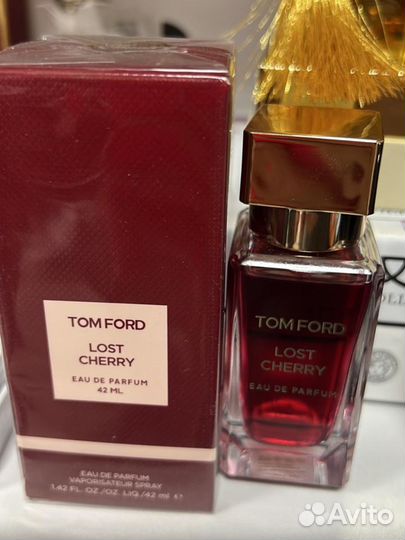 TOM FORD
LOST
CHERRY
EAU DE PARFUM
42 ML
EAU DE PARFUM
VAPORISATEUR SPRAY
1.42 FL. OZ./OZ. LIQ./42 ml e
TOM FORD
LOST
CHERRY
EAU DE PARFUM
Avito